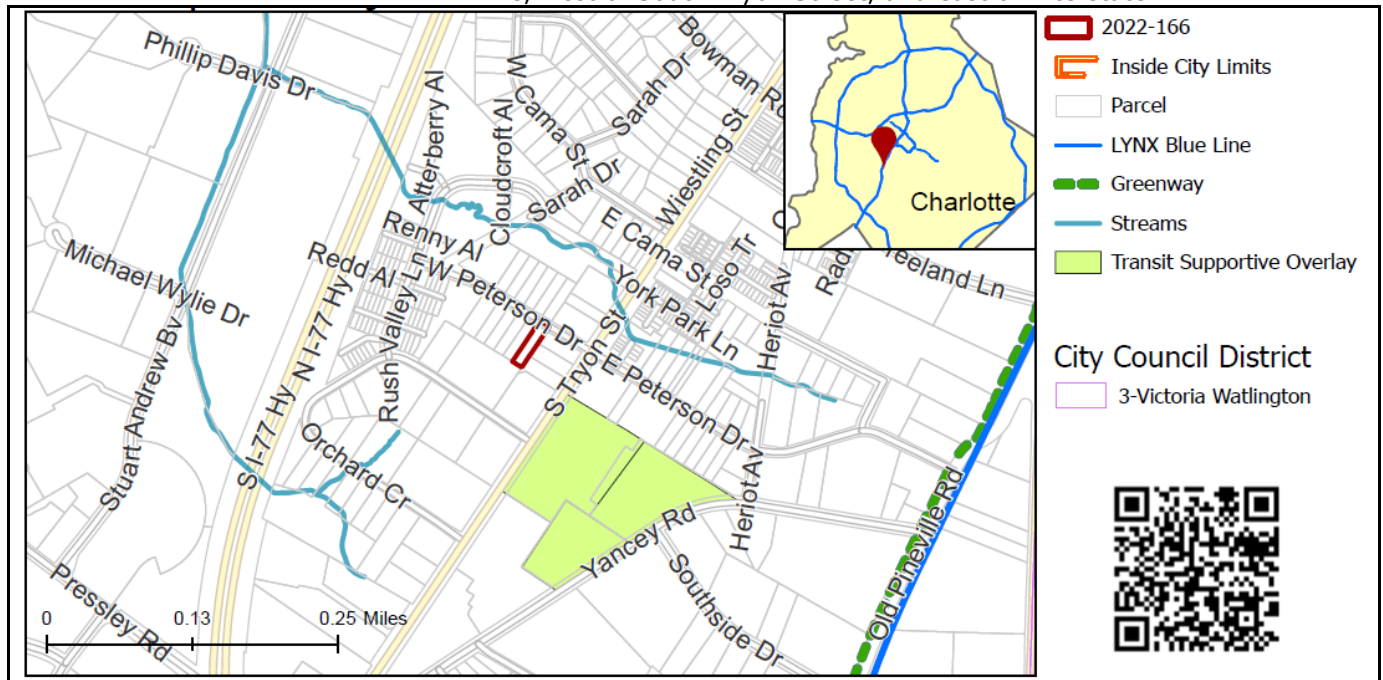 Phillip Davis Dr
Bowman Rd
W Cama St
Sarah Dr
Atterberry Al
Cloudcroft Al
Wiestling St
Sarah Dr
Renny Al
E Cama St
Loso Tr
Redd Al
W Peterson Dr
York Park Ln
Heriot Av
Michael Wylie Dr
Rush Valley Ln
N I-77 Hy
S I-77 Hy
Stuart Andrew Bv
S Tryon St
E Peterson Dr
Orchard Cr
Heriot Av
Yancey Rd
Southside Dr
Old Pineville Rd
Pressley Rd
0 0.13 0.25 Miles
Charlotte
2022-166
Inside City Limits
Parcel
LYNX Blue Line
Greenway
Streams
Transit Supportive Overlay
City Council District
3-Victoria Watlington